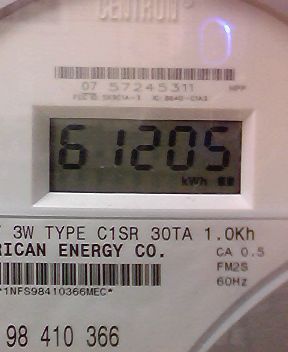 CENTRON®
07 57245311 MPP
61205
kWh
3W TYPE C1SR 30TA 1.0Kh
RICAN ENERGY CO.
CA 0.5
FM2S
60Hz
*1NFS98410366MEC*
98 410 366